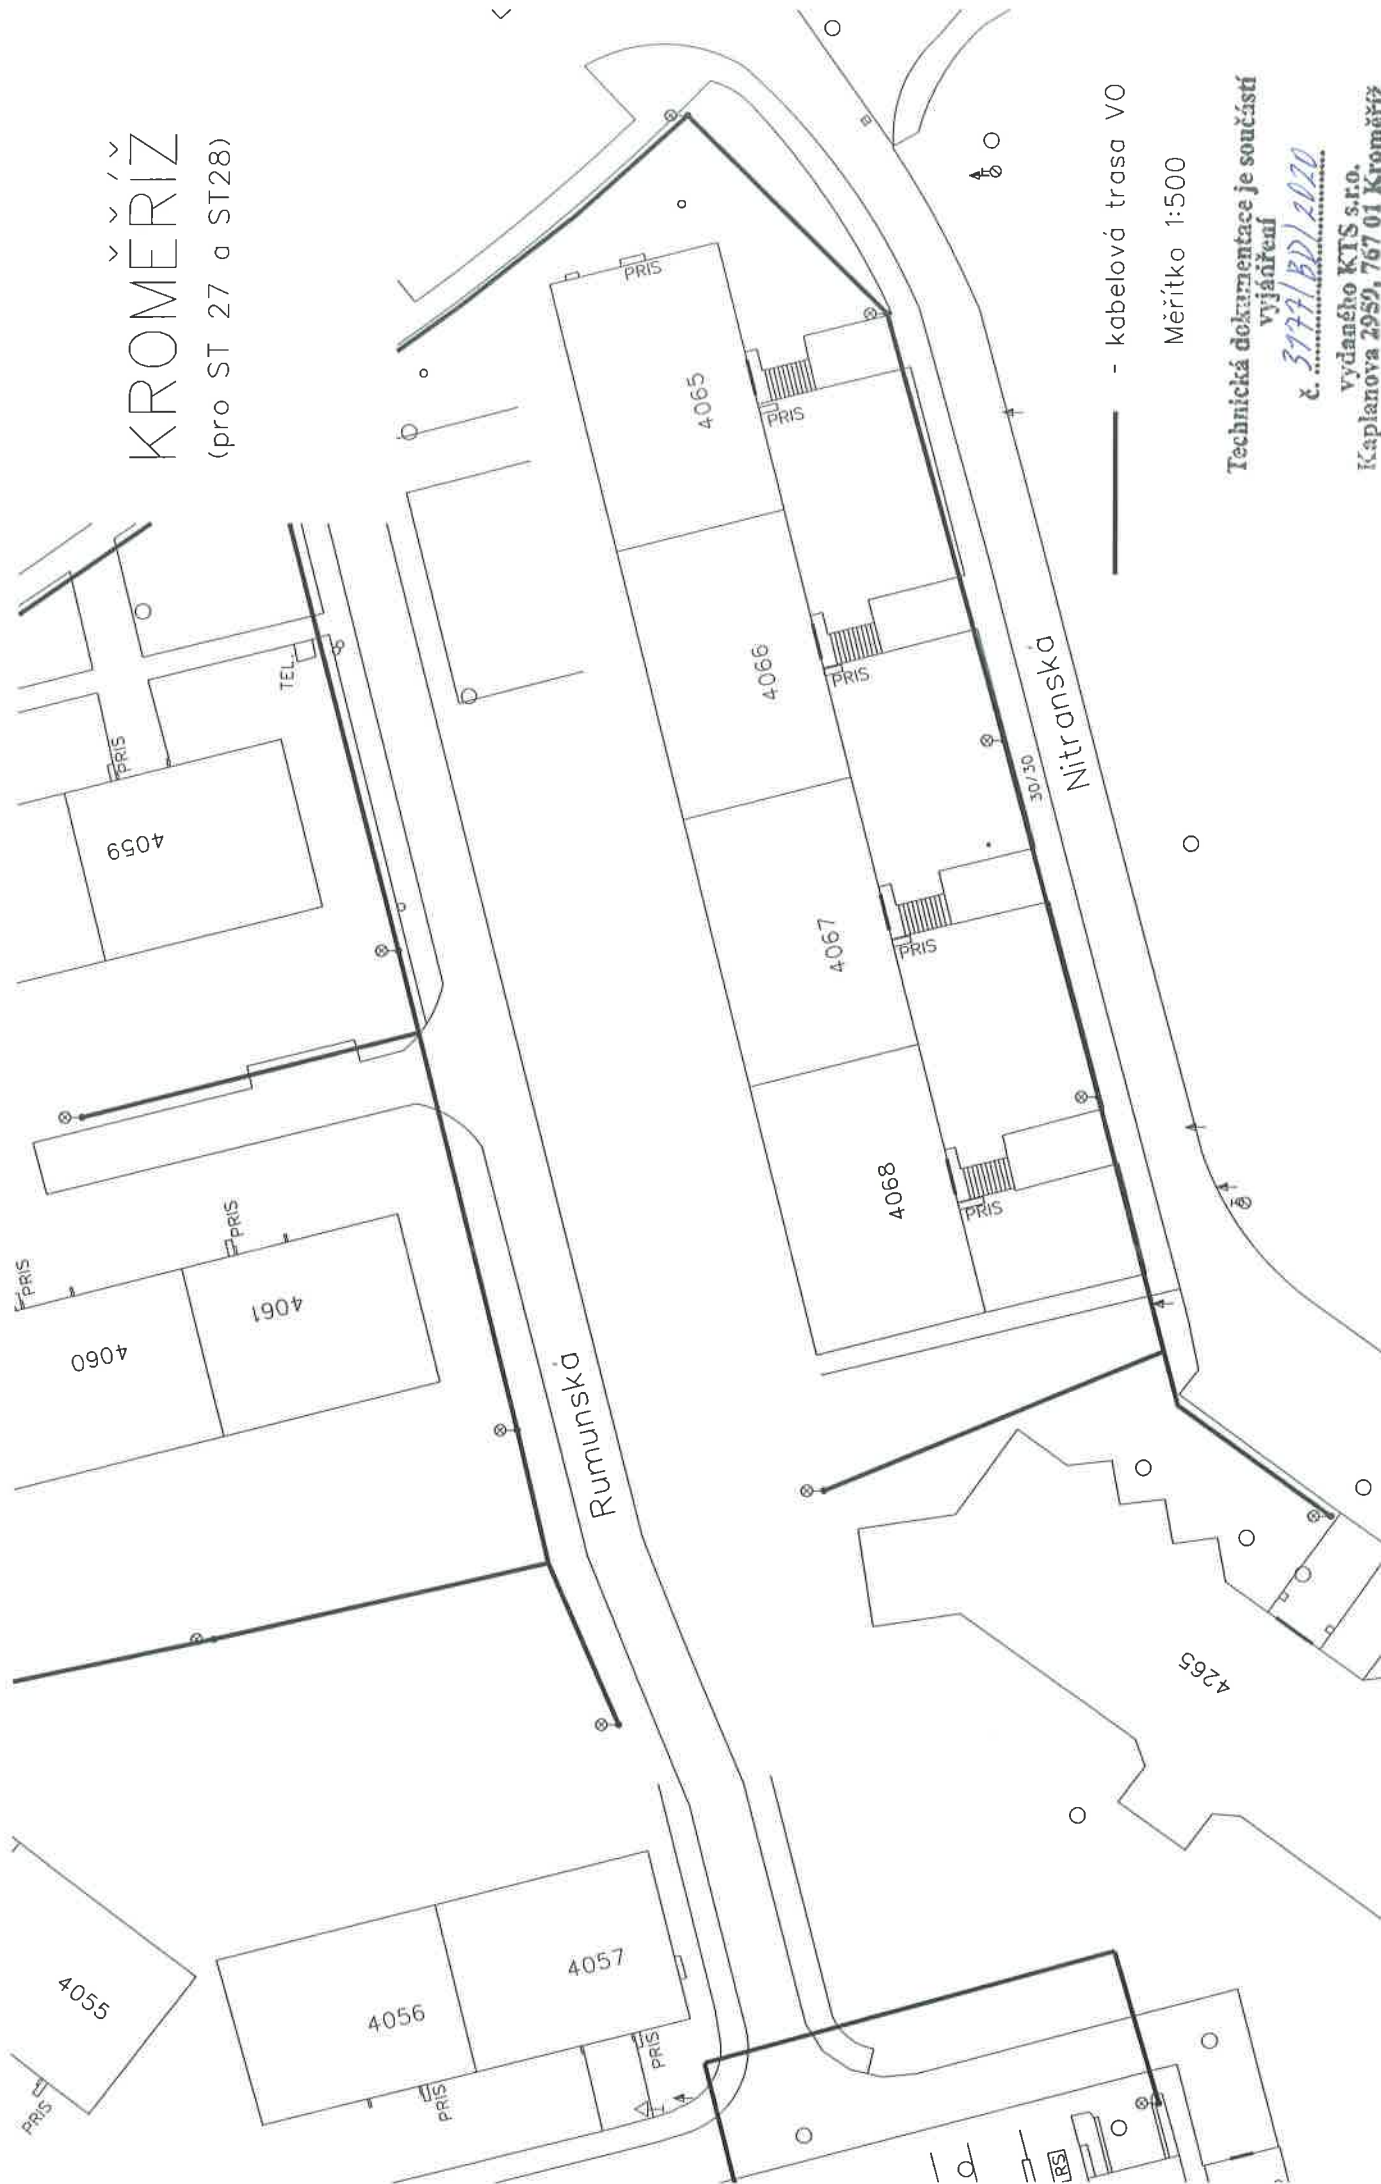 KROMĚŘÍŽ
(pro ST 27 a ST28)
- kabelová trasa VO
Měřítko 1:500
Technická dokumentace je součástí
vyjádření
č. 3177/BD/2020
vydaného KTS s.r.o.
Kaplanova 2959, 767 01 Kroměříž
4055
PRIS
4056
PRIS
4057
PRIS
4060
PRIS
4061
PRIS
4059
PRIS
TEL.
Rumunská
4065
PRIS
PRIS
4066
PRIS
4067
PRIS
4068
PRIS
30/30
Nitranská
4265